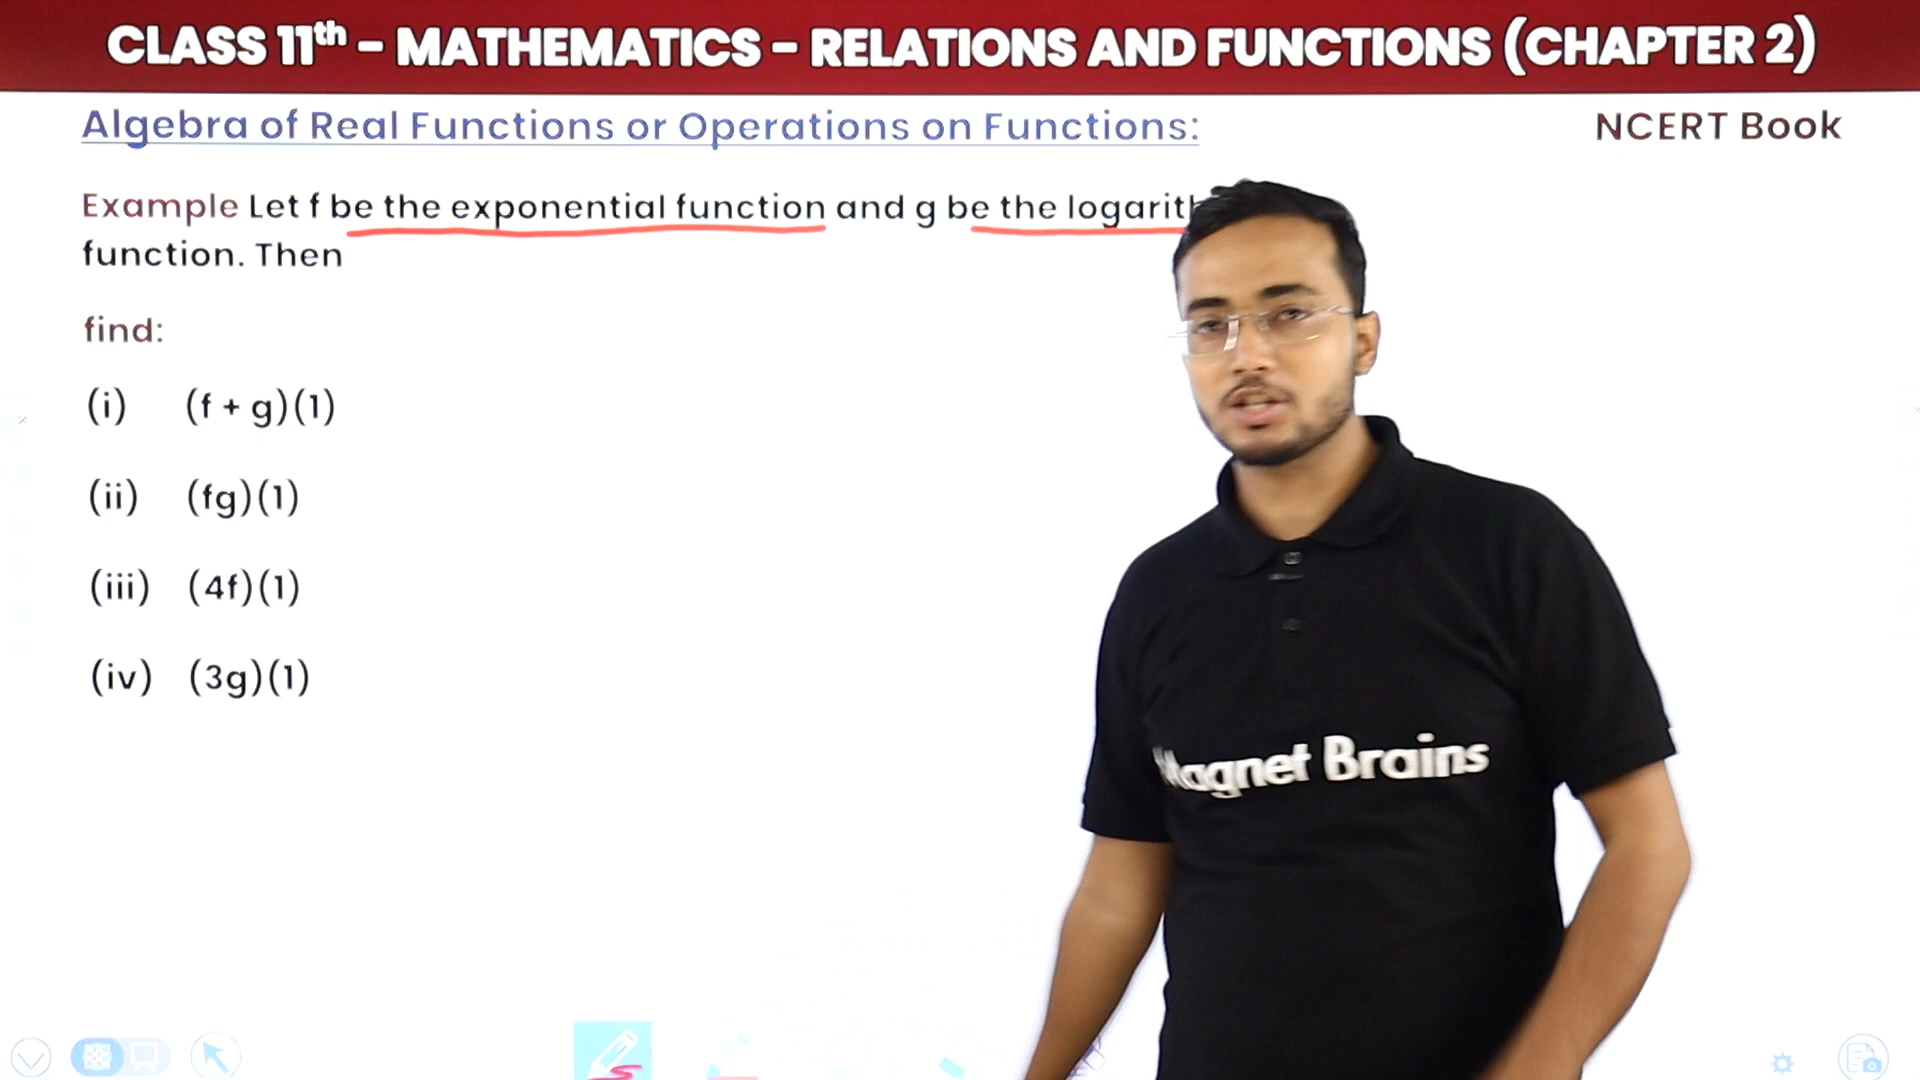 CLASS 11th - MATHEMATICS - RELATIONS AND FUNCTIONS (CHAPTER 2)
Algebra of Real Functions or Operations on Functions:
NCERT Book
Example Let f be the exponential function and g be the
function. Then
find:
(i) (f + g)(1)
(ii) (fg)(1)
(iii) (4f)(1)
(iv) (3g)(1)
Magnet Brains